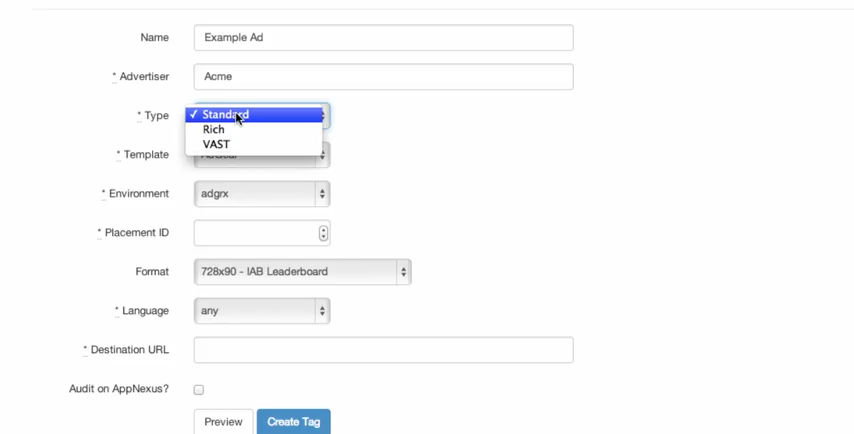 Name Example Ad
* Advertiser Acme
* Type ✓ Standard
Rich
VAST
* Template
* Environment adgrx
* Placement ID
Format 728x90 - IAB Leaderboard
* Language any
* Destination URL
Audit on AppNexus?
Preview Create Tag